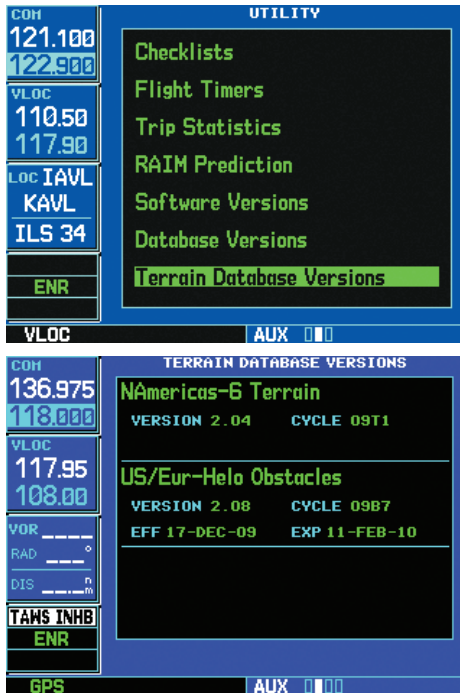 COM
UTILITY
121.100
122.900
Checklists
Flight Timers
VLOC
110.50
Trip Statistics
117.90
RAIM Prediction
LOC IAVL
KAVL
Software Versions
ILS 34
Database Versions
Terrain Database Versions
ENR
VLOC
AUX
COM
TERRAIN DATABASE VERSIONS
136.975
NAmericas-6 Terrain
118.000
VERSION 2.04 CYCLE 09T1
VLOC
117.95
US/Eur-Helo Obstacles
108.00
VERSION 2.08 CYCLE 09B7
VOR _ _ _ _
EFF 17-DEC-09 EXP 11-FEB-10
RAD _ _ _°
DIS _ _ _._ nm
TAWS INHB
ENR
GPS
AUX